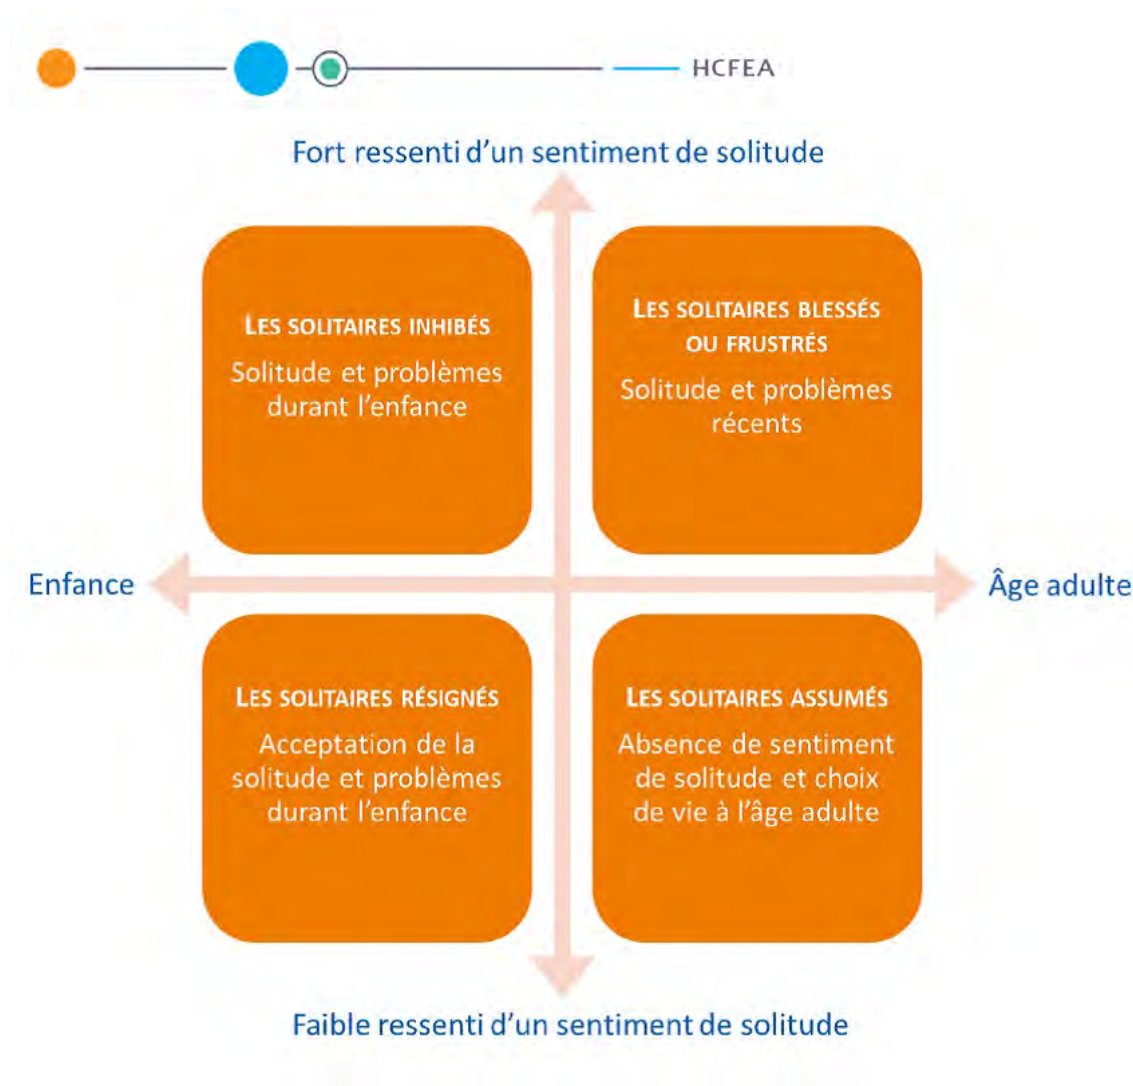 HCFEA
Fort ressenti d'un sentiment de solitude
LES SOLITAIRES INHIBÉS
Solitude et problèmes
durant l'enfance
LES SOLITAIRES BLESSÉS
OU FRUSTRÉS
Solitude et problèmes
récents
Enfance
Âge adulte
LES SOLITAIRES RÉSIGNÉS
Acceptation de la
solitude et problèmes
durant l'enfance
LES SOLITAIRES ASSUMÉS
Absence de sentiment
de solitude et choix
de vie à l'âge adulte
Faible ressenti d'un sentiment de solitude